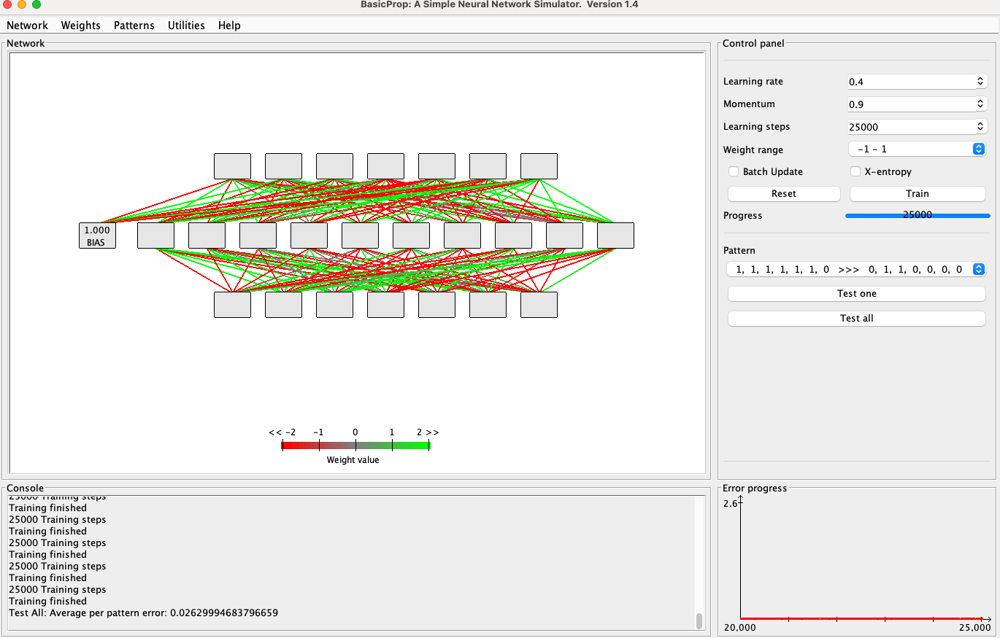 BasicProp: A Simple Neural Network Simulator. Version 1.4
Network Weights Patterns Utilities Help
Network
1.000
BIAS
<< -2 -1 0 1 2 >>
Weight value
Control panel
Learning rate 0.4
Momentum 0.9
Learning steps 25000
Weight range -1 - 1
Batch Update X-entropy
Reset Train
Progress 25000
Pattern
1, 1, 1, 1, 1, 1, 0 >>> 0, 1, 1, 0, 0, 0, 0
Test one
Test all
Console
25000 Training steps
Training finished
25000 Training steps
Training finished
25000 Training steps
Training finished
25000 Training steps
Training finished
25000 Training steps
Training finished
Test All: Average per pattern error: 0.02629994683796659
Error progress
2.6
20,000 25,000